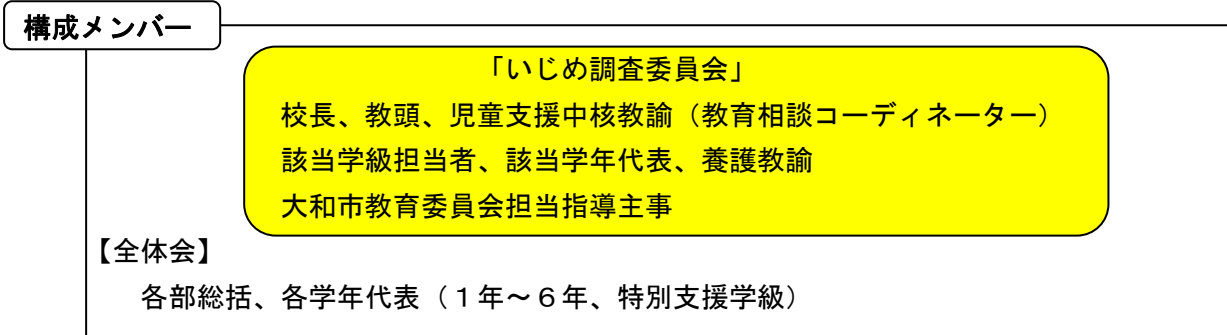 構成メンバー
「いじめ調査委員会」
校長、教頭、児童支援中核教諭（教育相談コーディネーター）
該当学級担当者、該当学年代表、養護教諭
大和市教育委員会担当指導主事
【全体会】
各部総括、各学年代表（１年～６年、特別支援学級）